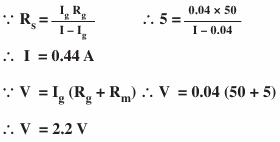 ∵ R_s = I_g R_g / I − I_g ∴ 5 = 0.04 × 50 / I − 0.04
∴ I = 0.44 A
∵ V = I_g (R_g + R_m) ∴ V = 0.04 (50 + 5)
∴ V = 2.2 V